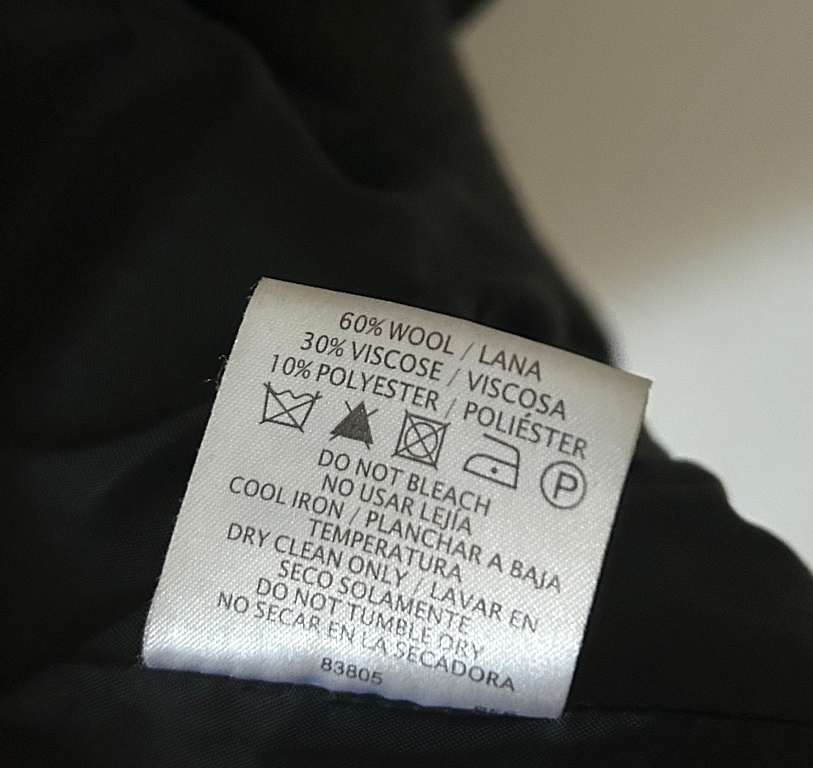 60% WOOL / LANA
30% VISCOSE / VISCOSA
10% POLYESTER / POLIÉSTER
P
DO NOT BLEACH
NO USAR LEJÍA
COOL IRON / PLANCHAR A BAJA
TEMPERATURA
DRY CLEAN ONLY / LAVAR EN
SECO SOLAMENTE
DO NOT TUMBLE DRY
NO SECAR EN LA SECADORA
83805